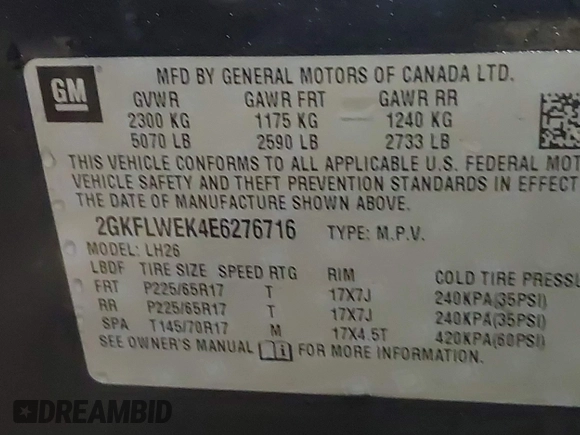 GM
MFD BY GENERAL MOTORS OF CANADA LTD.
GVWR GAWR FRT GAWR RR
2300 KG 1175 KG 1240 KG
5070 LB 2590 LB 2733 LB
THIS VEHICLE CONFORMS TO ALL APPLICABLE U.S. FEDERAL MOT
VEHICLE SAFETY AND THEFT PREVENTION STANDARDS IN EFFECT
THE DATE OF MANUFACTURE SHOWN ABOVE.
2GKFLWEK4E6276716 TYPE: M.P.V.
MODEL: LH26
LBDF TIRE SIZE SPEED RTG RIM COLD TIRE PRESSU
FRT P225/65R17 T 17X7J 240KPA(35PSI)
RR P225/65R17 T 17X7J 240KPA(35PSI)
SPA T145/70R17 M 17X4.5T 420KPA(60PSI)
SEE OWNER'S MANUAL i FOR MORE INFORMATION.
DREAMBID